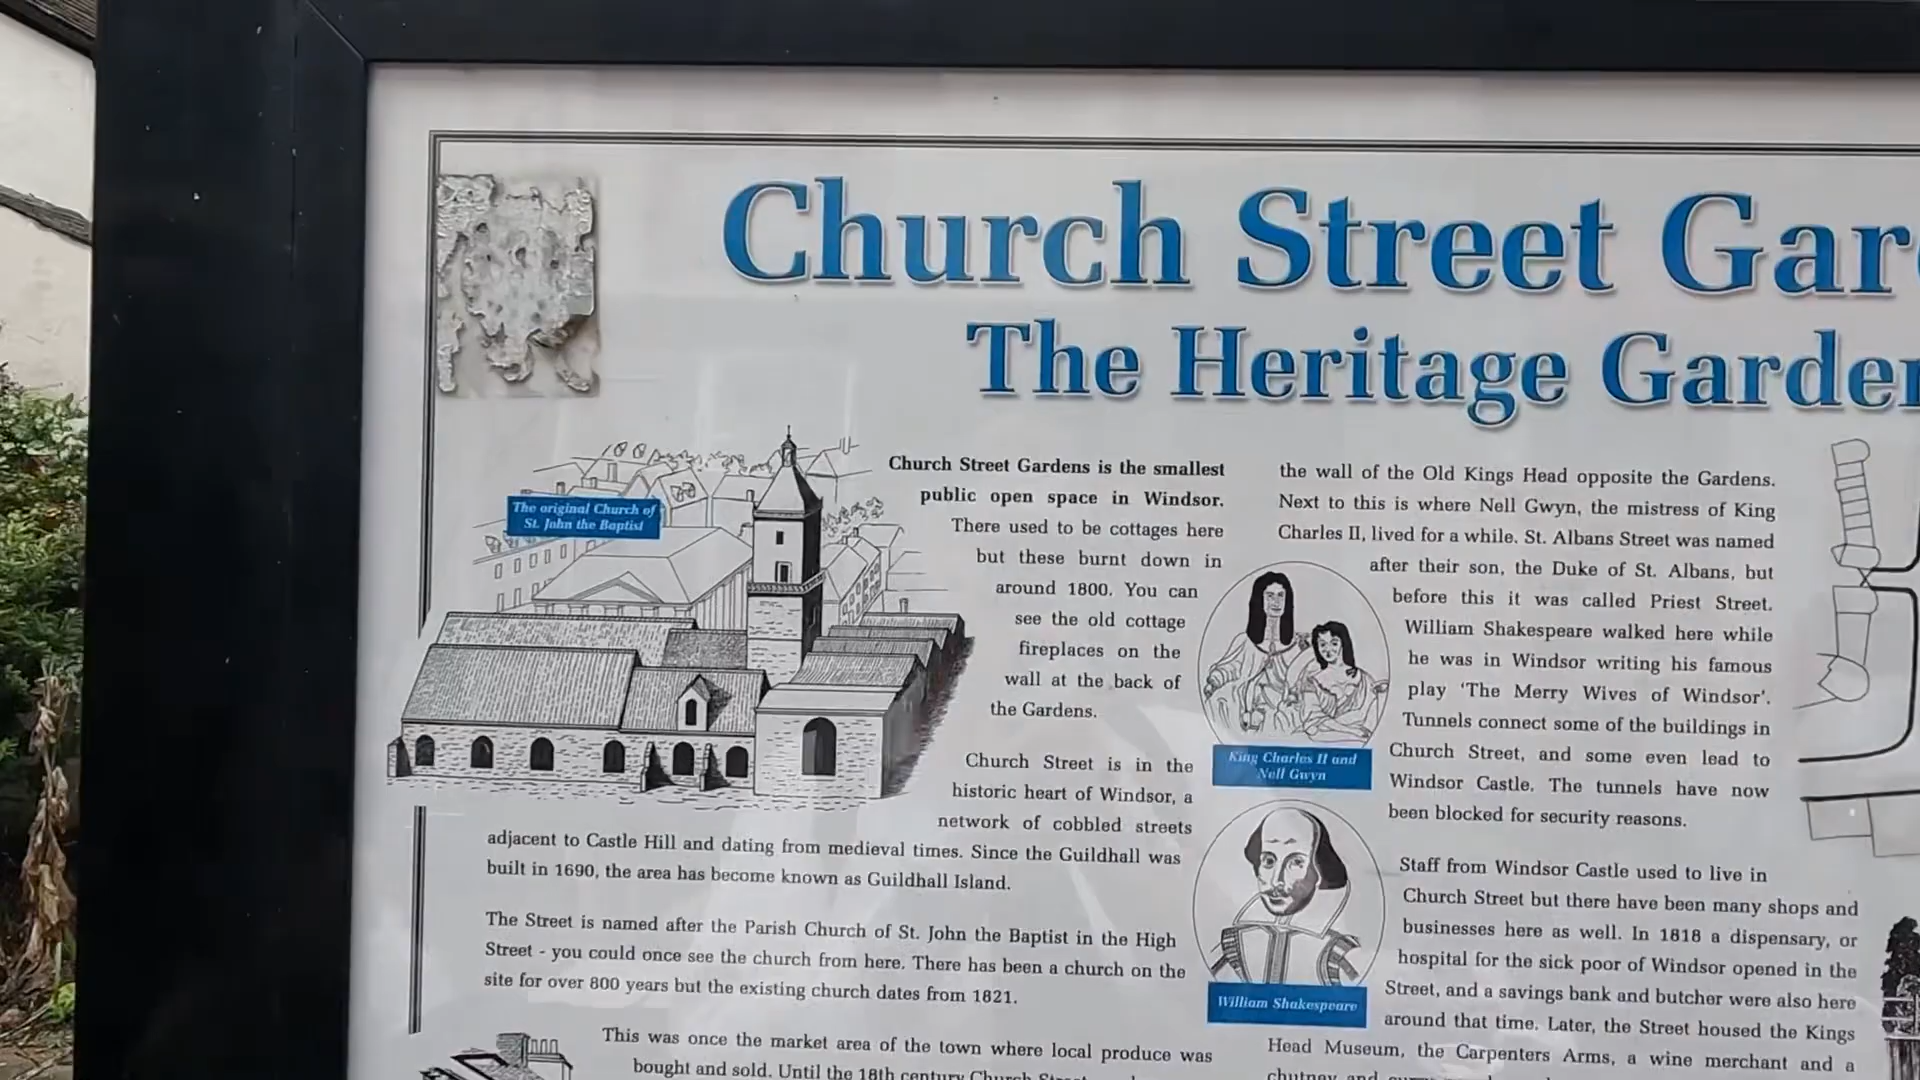 Church Street Gar
The Heritage Garden
The original Church of
St. John the Baptist
Church Street Gardens is the smallest
public open space in Windsor.
There used to be cottages here
but these burnt down in
around 1800. You can
see the old cottage
fireplaces on the
wall at the back of
the Gardens.
Church Street is in the
historic heart of Windsor, a
network of cobbled streets
adjacent to Castle Hill and dating from medieval times. Since the Guildhall was
built in 1690, the area has become known as Guildhall Island.
The Street is named after the Parish Church of St. John the Baptist in the High
Street - you could once see the church from here. There has been a church on the
site for over 800 years but the existing church dates from 1821.
This was once the market area of the town where local produce was
bought and sold. Until the 18th century Church
the wall of the Old Kings Head opposite the Gardens.
Next to this is where Nell Gwyn, the mistress of King
Charles II, lived for a while. St. Albans Street was named
after their son, the Duke of St. Albans, but
before this it was called Priest Street.
William Shakespeare walked here while
he was in Windsor writing his famous
play 'The Merry Wives of Windsor'.
Tunnels connect some of the buildings in
Church Street, and some even lead to
Windsor Castle. The tunnels have now
been blocked for security reasons.
King Charles II and
Nell Gwyn
William Shakespeare
Staff from Windsor Castle used to live in
Church Street but there have been many shops and
businesses here as well. In 1818 a dispensary, or
hospital for the sick poor of Windsor opened in the
Street, and a savings bank and butcher were also here
around that time. Later, the Street housed the Kings
Head Museum, the Carpenters Arms, a wine merchant and a
chutney and